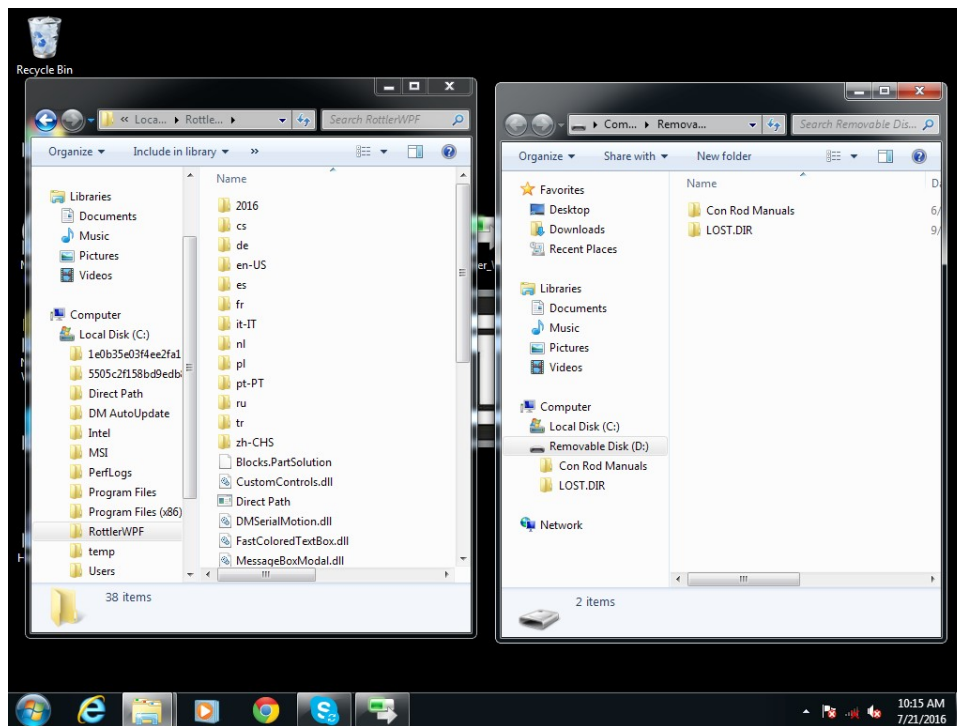 Recycle Bin
« Loca... ▸ Rottle... ▸
Search RottlerWPF
Organize
Include in library
»
Libraries
Documents
Music
Pictures
Videos
Computer
Local Disk (C:)
1e0b35e03f4ee2fa1
5505c2f158bd9edb
Direct Path
DM AutoUpdate
Intel
MSI
PerfLogs
Program Files
Program Files (x86)
RottlerWPF
temp
Users
Name
2016
cs
de
en-US
es
fr
it-IT
nl
pl
pt-PT
ru
tr
zh-CHS
Blocks.PartSolution
CustomControls.dll
Direct Path
DMSerialMotion.dll
FastColoredTextBox.dll
MessageBoxModal.dll
38 items
Com... ▸ Remova...
Search Removable Dis...
Organize
Share with
New folder
Favorites
Desktop
Downloads
Recent Places
Libraries
Documents
Music
Pictures
Videos
Computer
Local Disk (C:)
Removable Disk (D:)
Con Rod Manuals
LOST.DIR
Network
Name
Con Rod Manuals 6/
LOST.DIR 9/
2 items
10:15 AM
7/21/2016